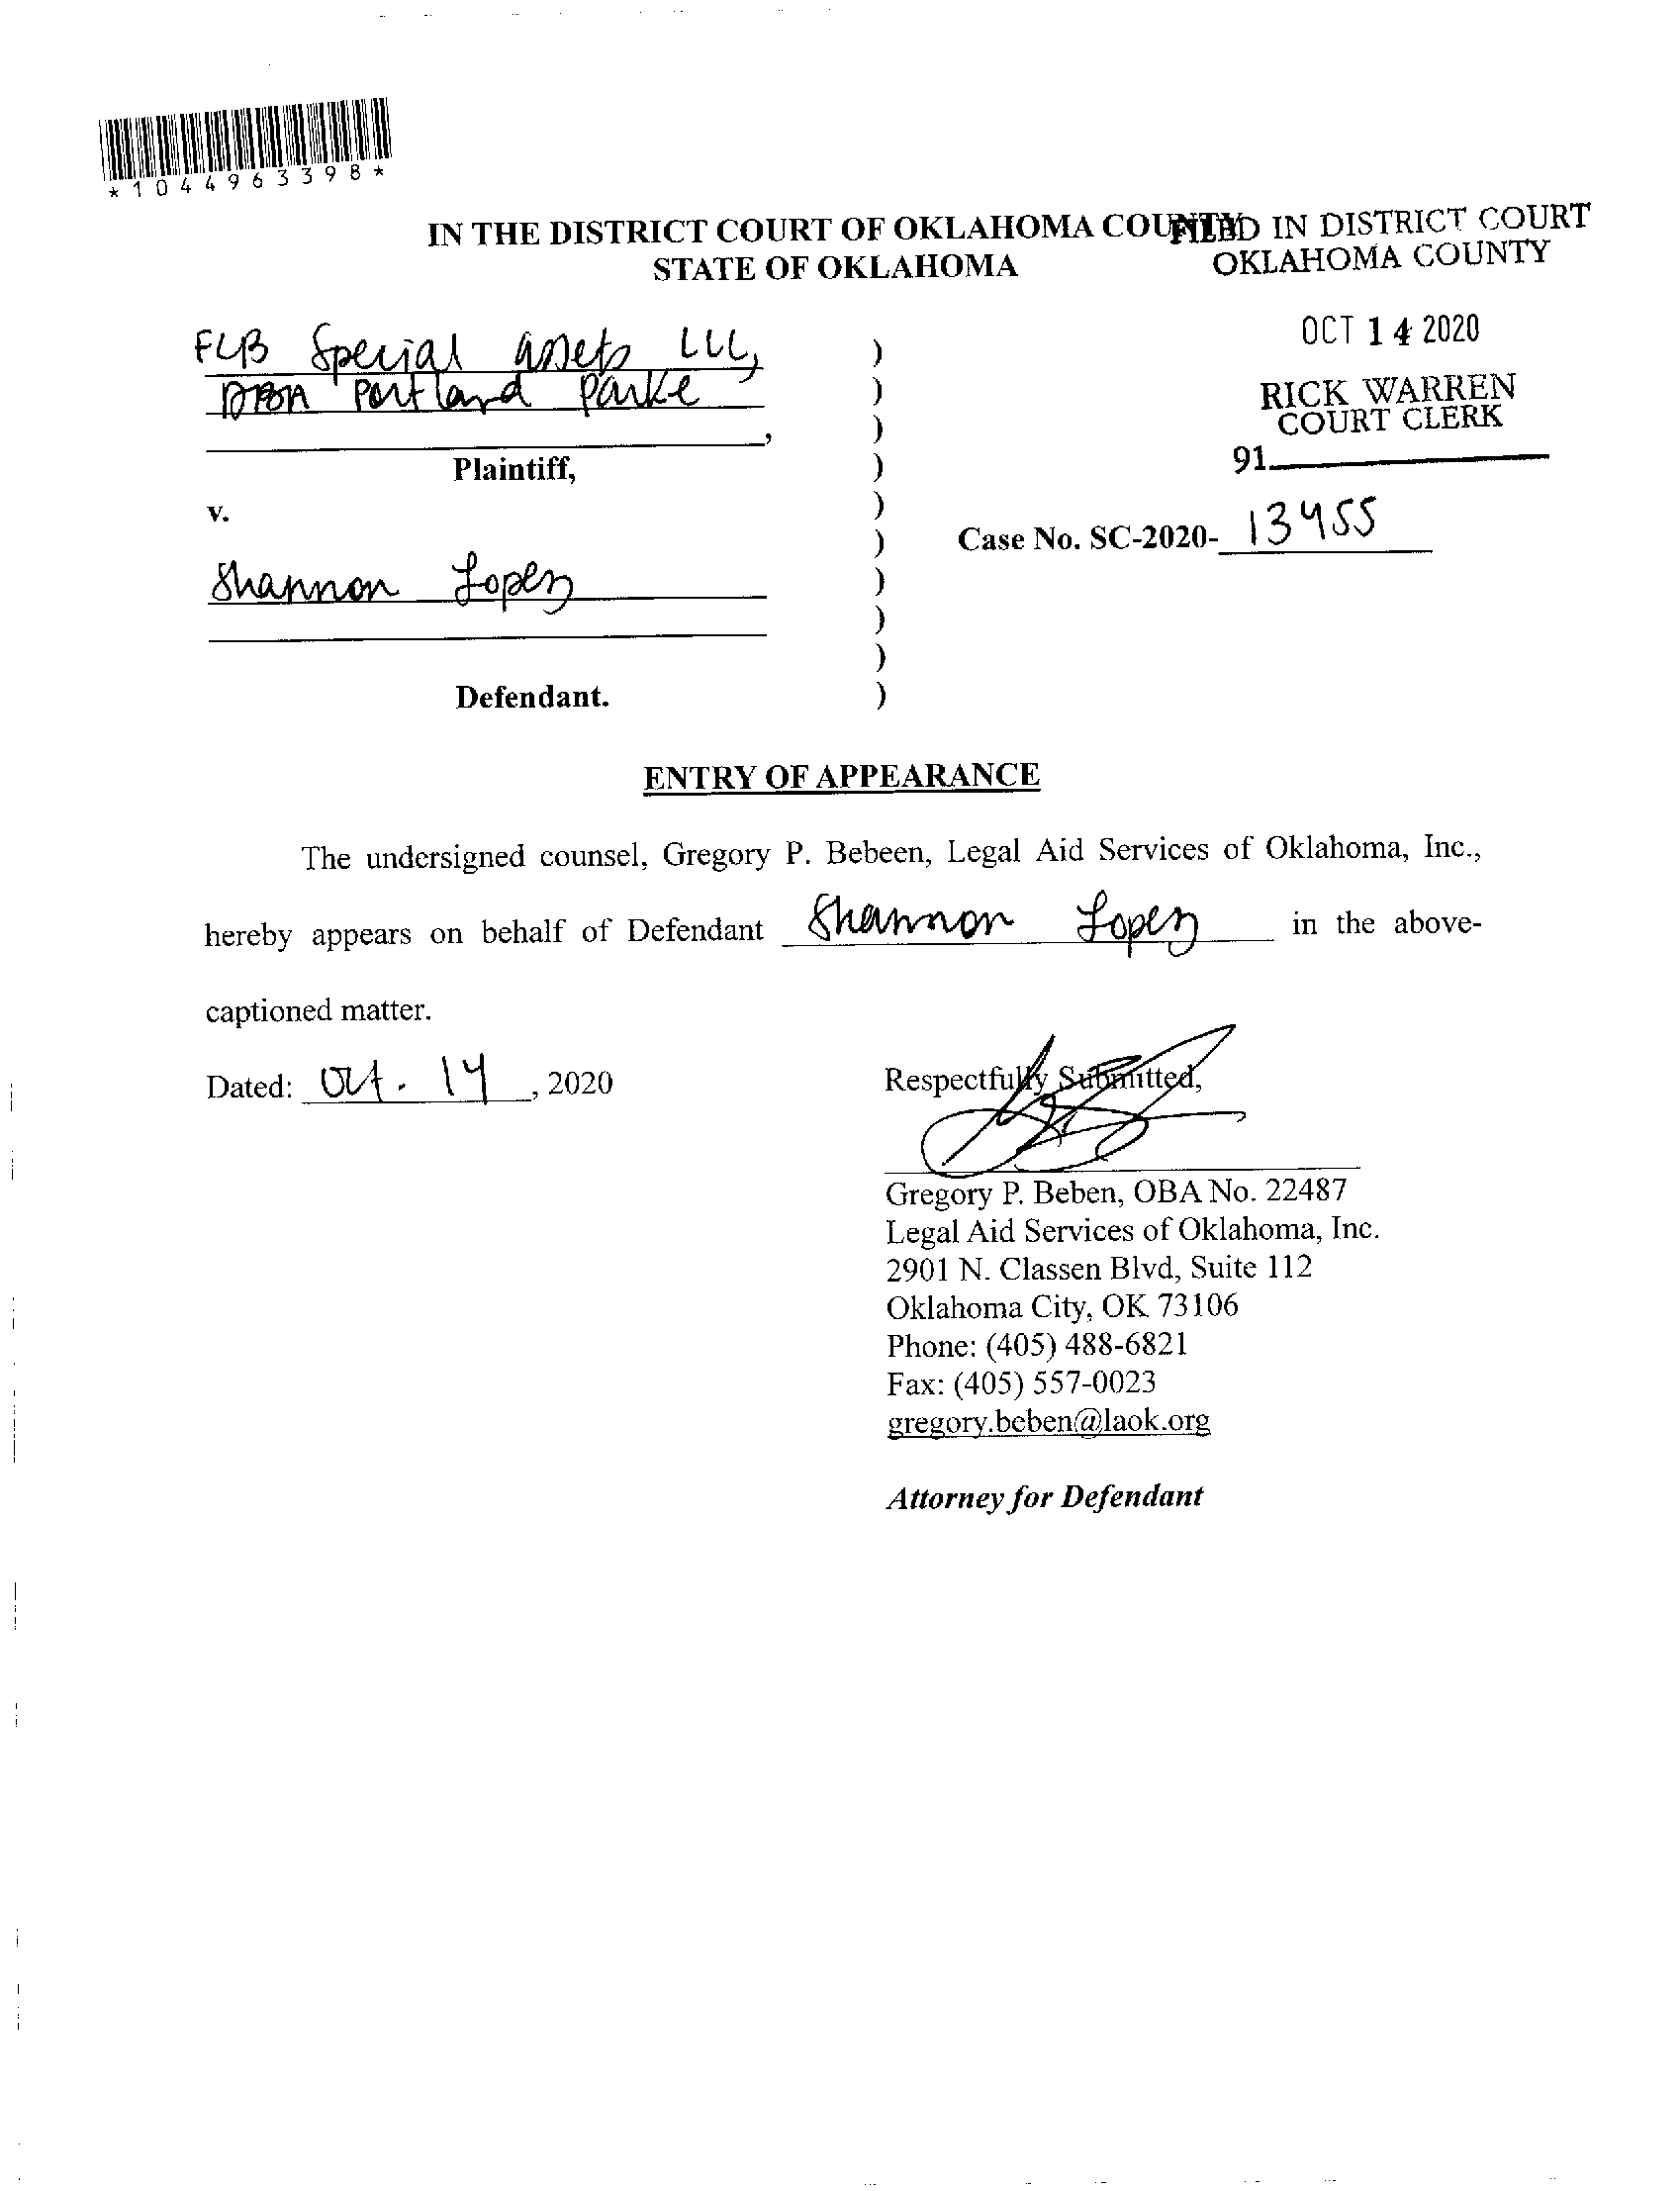 *1044963398*
IN THE DISTRICT COURT OF OKLAHOMA COUNTY
STATE OF OKLAHOMA
FILED IN DISTRICT COURT
OKLAHOMA COUNTY
OCT 14 2020
RICK WARREN
COURT CLERK
91
FLB Special Assets LLC,
DBA Portland Parke
,
Plaintiff,
v.
Case No. SC-2020- 13455
Shannon Lopez
Defendant.
ENTRY OF APPEARANCE
The undersigned counsel, Gregory P. Bebeen, Legal Aid Services of Oklahoma, Inc.,
hereby appears on behalf of Defendant Shannon Lopez in the above-
captioned matter.
Dated: Oct. 14, 2020
Respectfully Submitted,
Gregory P. Beben, OBA No. 22487
Legal Aid Services of Oklahoma, Inc.
2901 N. Classen Blvd, Suite 112
Oklahoma City, OK 73106
Phone: (405) 488-6821
Fax: (405) 557-0023
gregory.beben@laok.org
Attorney for Defendant